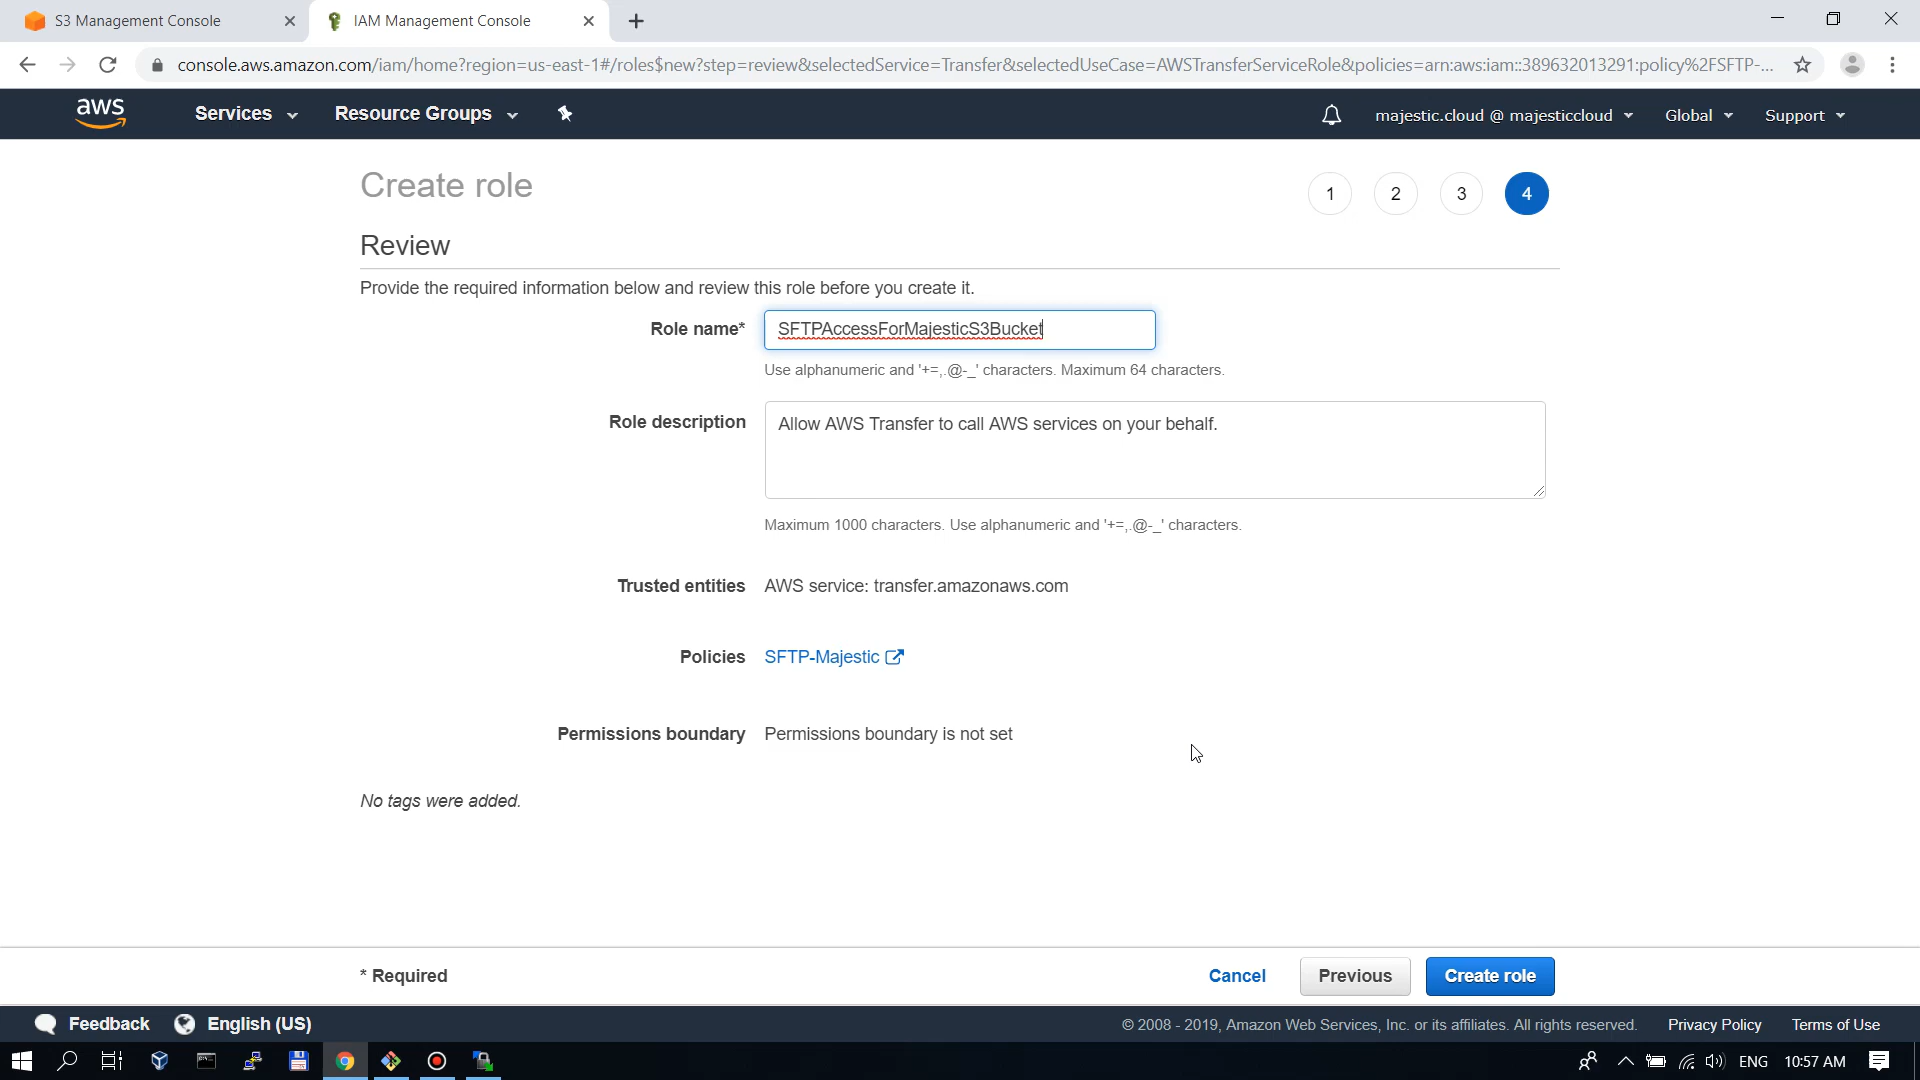 S3 Management Console
IAM Management Console
console.aws.amazon.com/iam/home?region=us-east-1#/roles$new?step=review&selectedService=Transfer&selectedUseCase=AWSTransferServiceRole&policies=arn:aws:iam::389632013291:policy%2FSFTP-...
aws Services Resource Groups majestic.cloud @ majesticcloud Global Support
Create role 1 2 3 4
Review
Provide the required information below and review this role before you create it.
Role name* SFTPAccessForMajesticS3Bucket
Use alphanumeric and '+=,.@-_' characters. Maximum 64 characters.
Role description Allow AWS Transfer to call AWS services on your behalf.
Maximum 1000 characters. Use alphanumeric and '+=,.@-_' characters.
Trusted entities AWS service: transfer.amazonaws.com
Policies SFTP-Majestic
Permissions boundary Permissions boundary is not set
No tags were added.
* Required Cancel Previous Create role
Feedback English (US) © 2008 - 2019, Amazon Web Services, Inc. or its affiliates. All rights reserved. Privacy Policy Terms of Use
ENG 10:57 AM